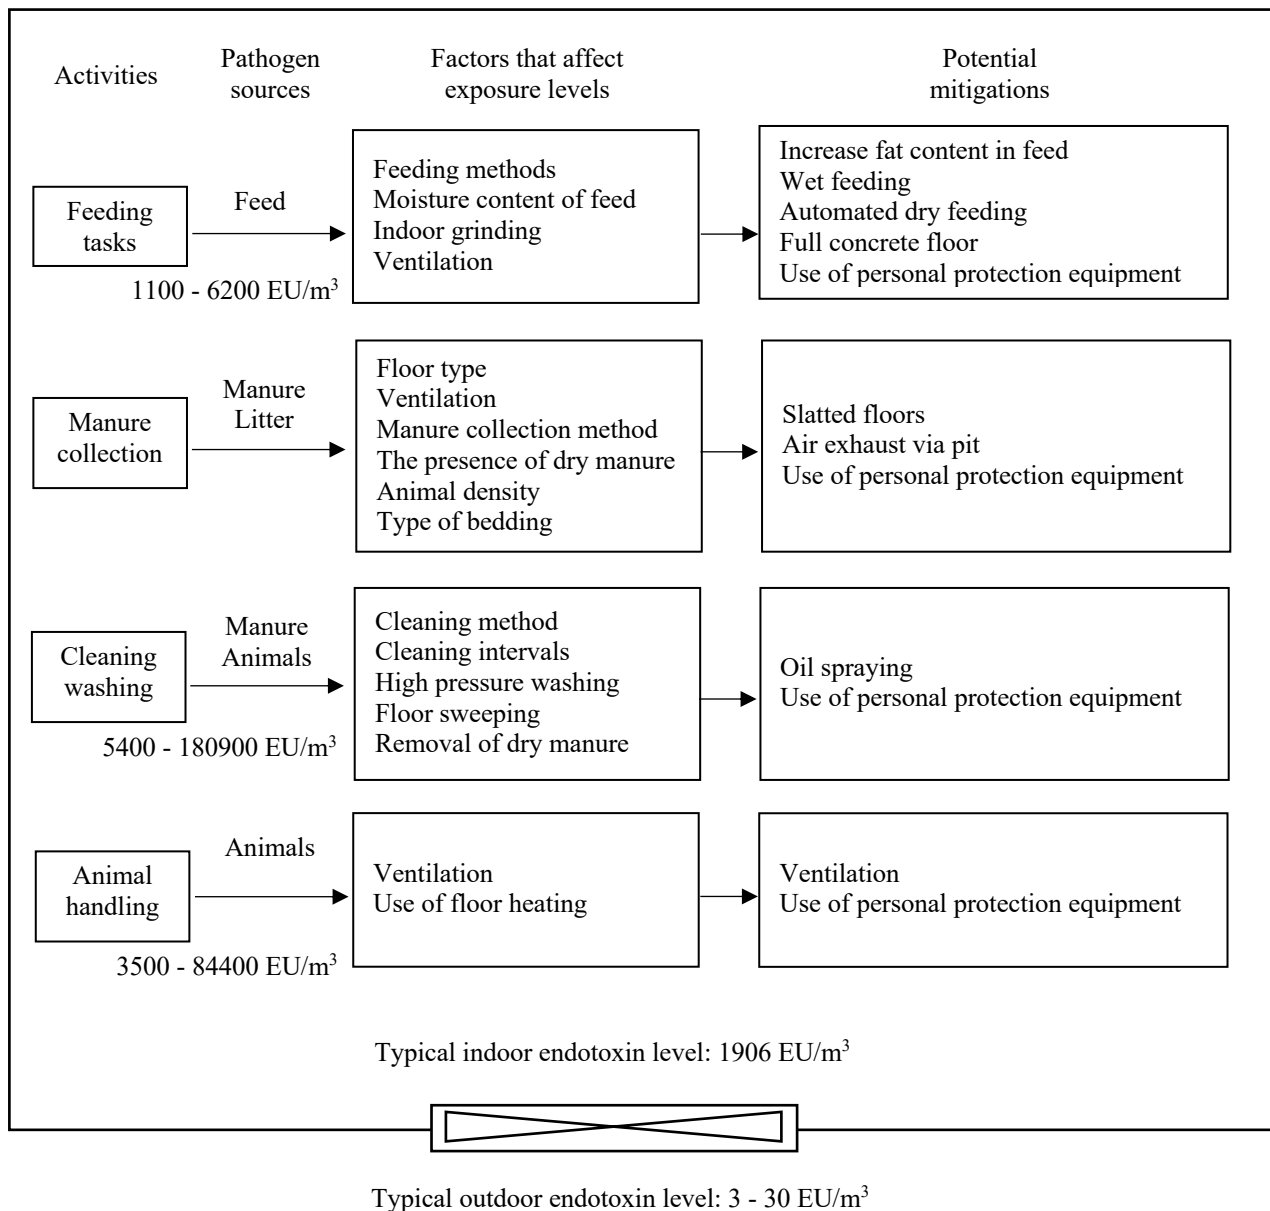 Activities
Pathogen
sources
Factors that affect
exposure levels
Potential
mitigations
Feeding
tasks
Feed
1100 - 6200 EU/m³
Feeding methods
Moisture content of feed
Indoor grinding
Ventilation
Increase fat content in feed
Wet feeding
Automated dry feeding
Full concrete floor
Use of personal protection equipment
Manure
collection
Manure
Litter
Floor type
Ventilation
Manure collection method
The presence of dry manure
Animal density
Type of bedding
Slatted floors
Air exhaust via pit
Use of personal protection equipment
Cleaning
washing
Manure
Animals
5400 - 180900 EU/m³
Cleaning method
Cleaning intervals
High pressure washing
Floor sweeping
Removal of dry manure
Oil spraying
Use of personal protection equipment
Animal
handling
Animals
3500 - 84400 EU/m³
Ventilation
Use of floor heating
Ventilation
Use of personal protection equipment
Typical indoor endotoxin level: 1906 EU/m³
Typical outdoor endotoxin level: 3 - 30 EU/m³